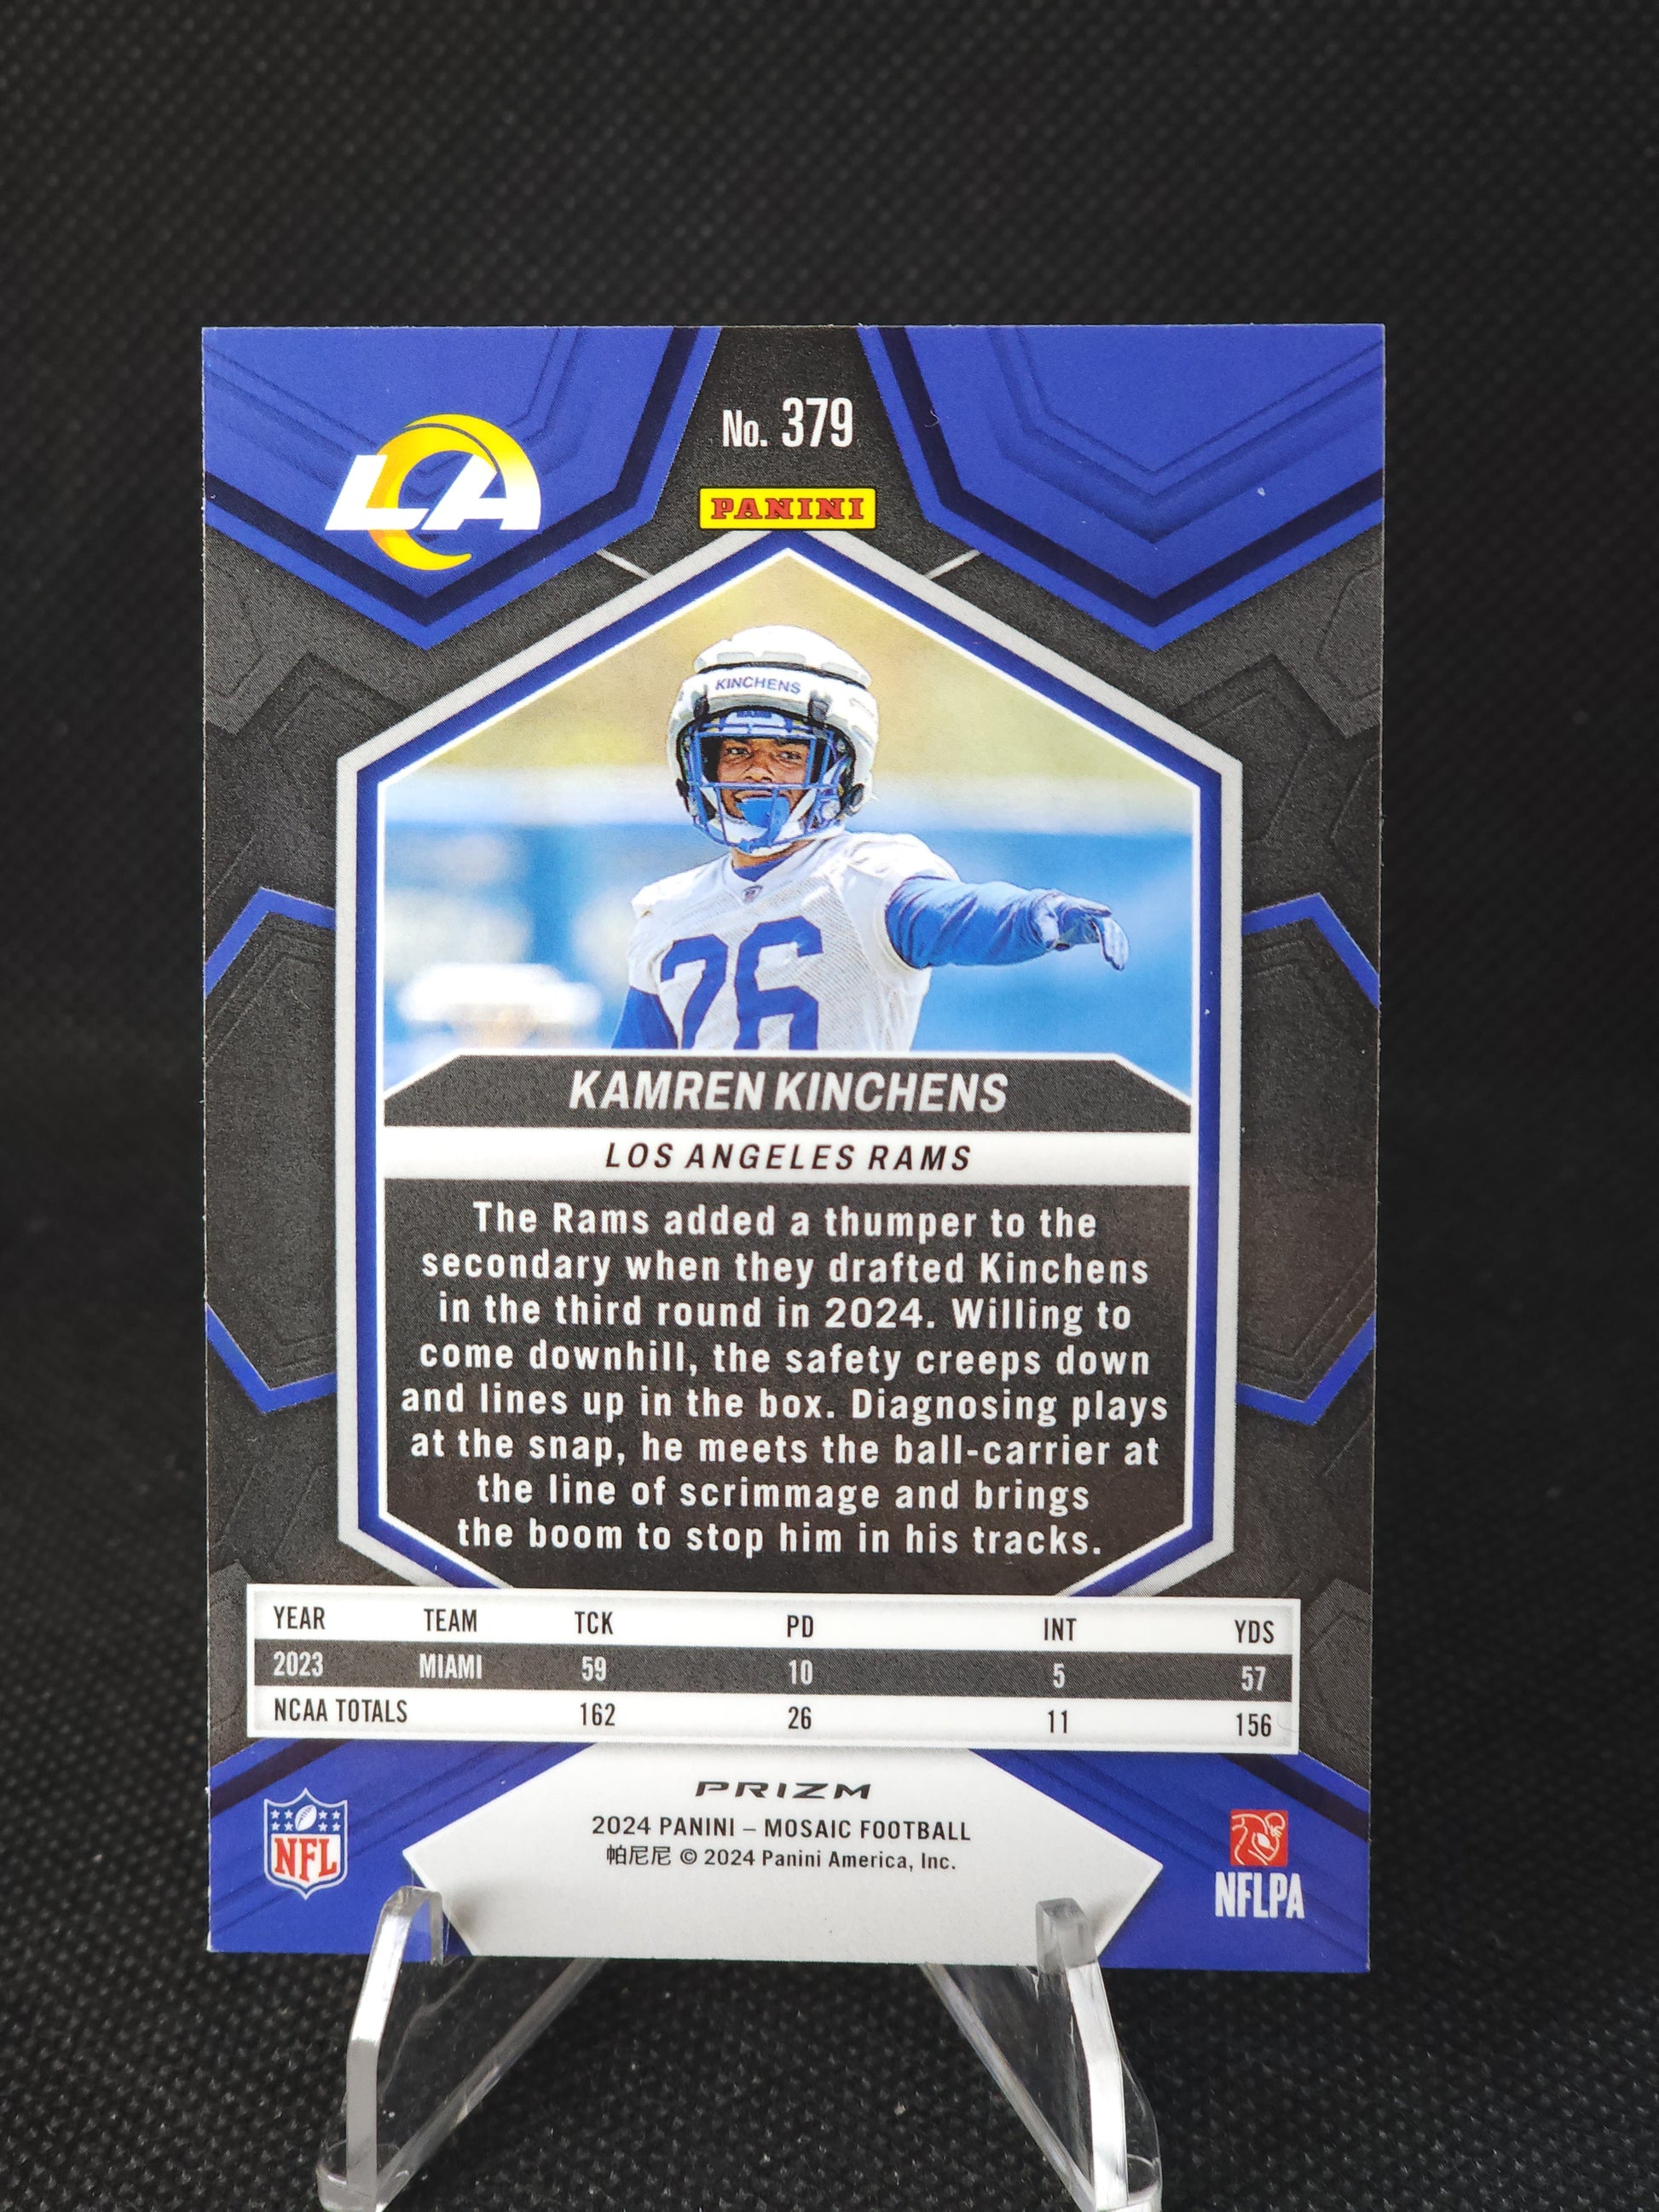 No. 379
LA
PANINI
KINCHENS
RAMS
26
KAMREN KINCHENS
LOS ANGELES RAMS
The Rams added a thumper to the
secondary when they drafted Kinchens
in the third round in 2024. Willing to
come downhill, the safety creeps down
and lines up in the box. Diagnosing plays
at the snap, he meets the ball-carrier at
the line of scrimmage and brings
the boom to stop him in his tracks.
YEAR TEAM TCK PD INT YDS
2023 MIAMI 59 10 5 57
NCAA TOTALS 162 26 11 156
PRIZM
2024 PANINI – MOSAIC FOOTBALL
帕尼尼 © 2024 Panini America, Inc.
NFL
NFLPA